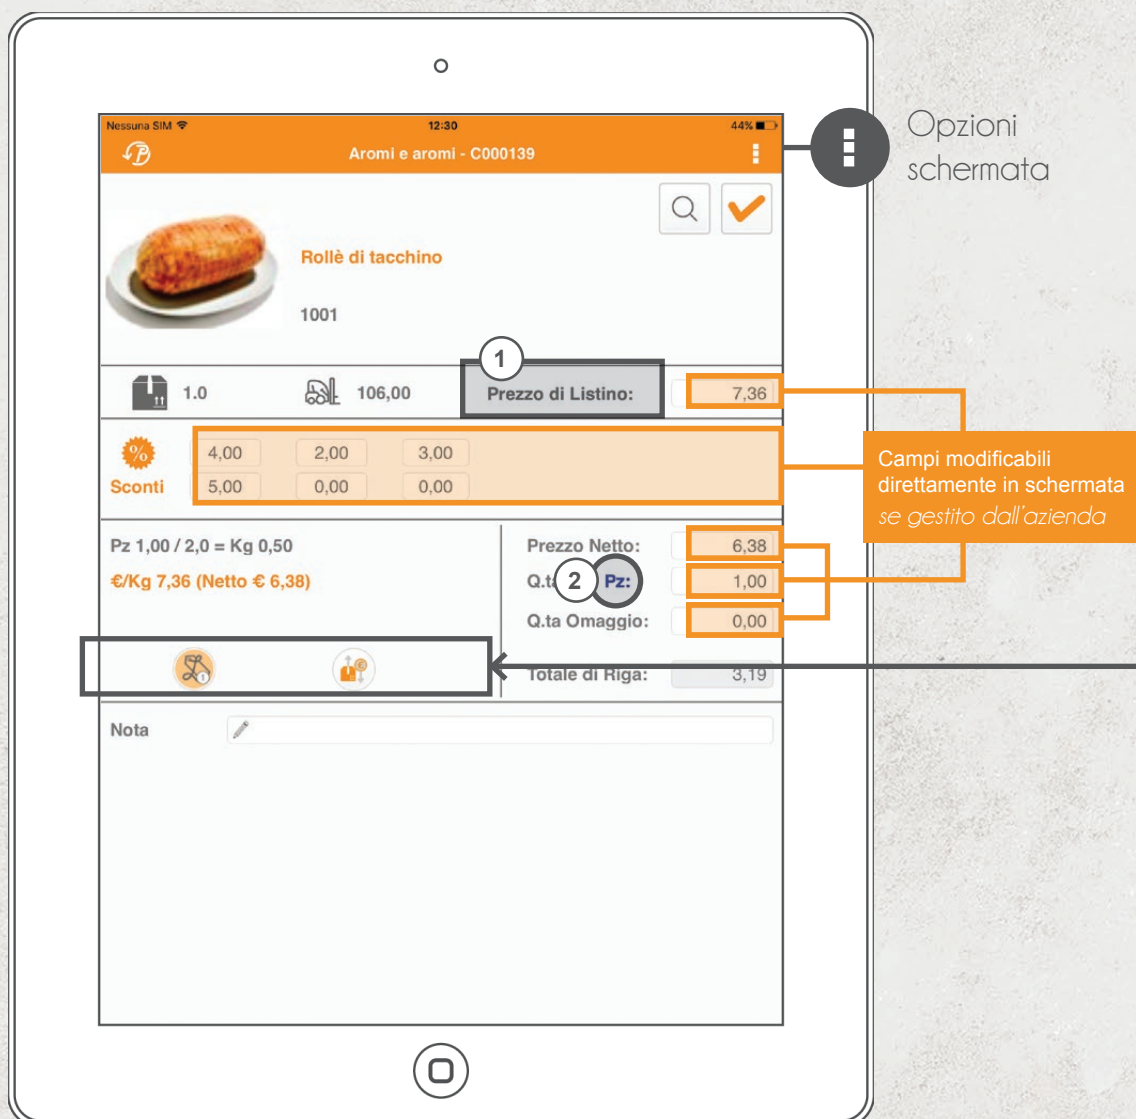 Nessuna SIM 12:30 44%
Aromi e aromi - C000139
Opzioni
schermata
Rollè di tacchino
1001
1
1.0 106,00 Prezzo di Listino: 7,36
% 4,00 2,00 3,00
Sconti 5,00 0,00 0,00
Campi modificabili
direttamente in schermata
se gestito dall'azienda
Pz 1,00 / 2,0 = Kg 0,50 Prezzo Netto: 6,38
€/Kg 7,36 (Netto € 6,38) Q.ta 2 Pz: 1,00
Q.ta Omaggio: 0,00
1 €
Totale di Riga: 3,19
Nota